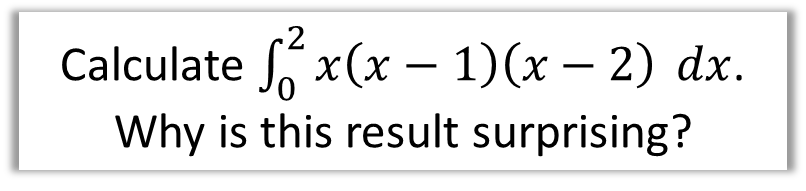 Calculate ∫₀² x(x − 1)(x − 2) dx.
Why is this result surprising?